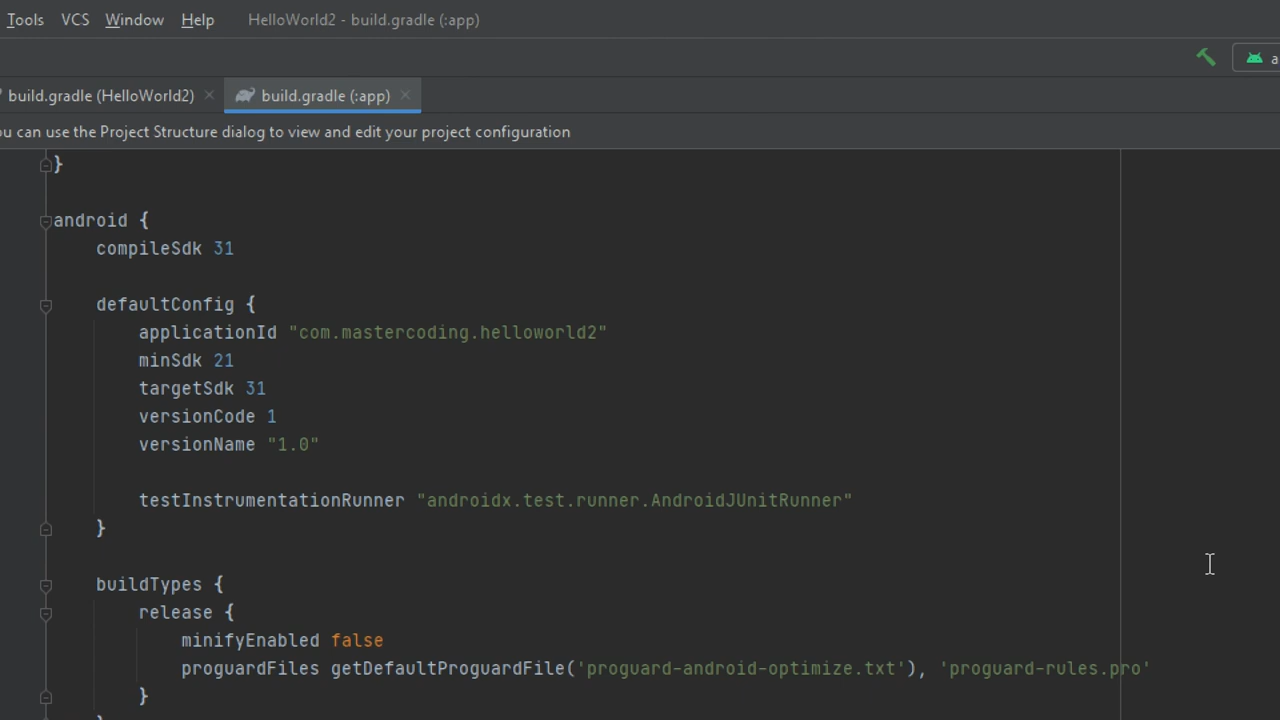 Tools VCS Window Help HelloWorld2 - build.gradle (:app)
a
build.gradle (HelloWorld2) build.gradle (:app)
ou can use the Project Structure dialog to view and edit your project configuration
}
android {
compileSdk 31
defaultConfig {
applicationId "com.mastercoding.helloworld2"
minSdk 21
targetSdk 31
versionCode 1
versionName "1.0"
testInstrumentationRunner "androidx.test.runner.AndroidJUnitRunner"
}
buildTypes {
release {
minifyEnabled false
proguardFiles getDefaultProguardFile('proguard-android-optimize.txt'), 'proguard-rules.pro'
}
}